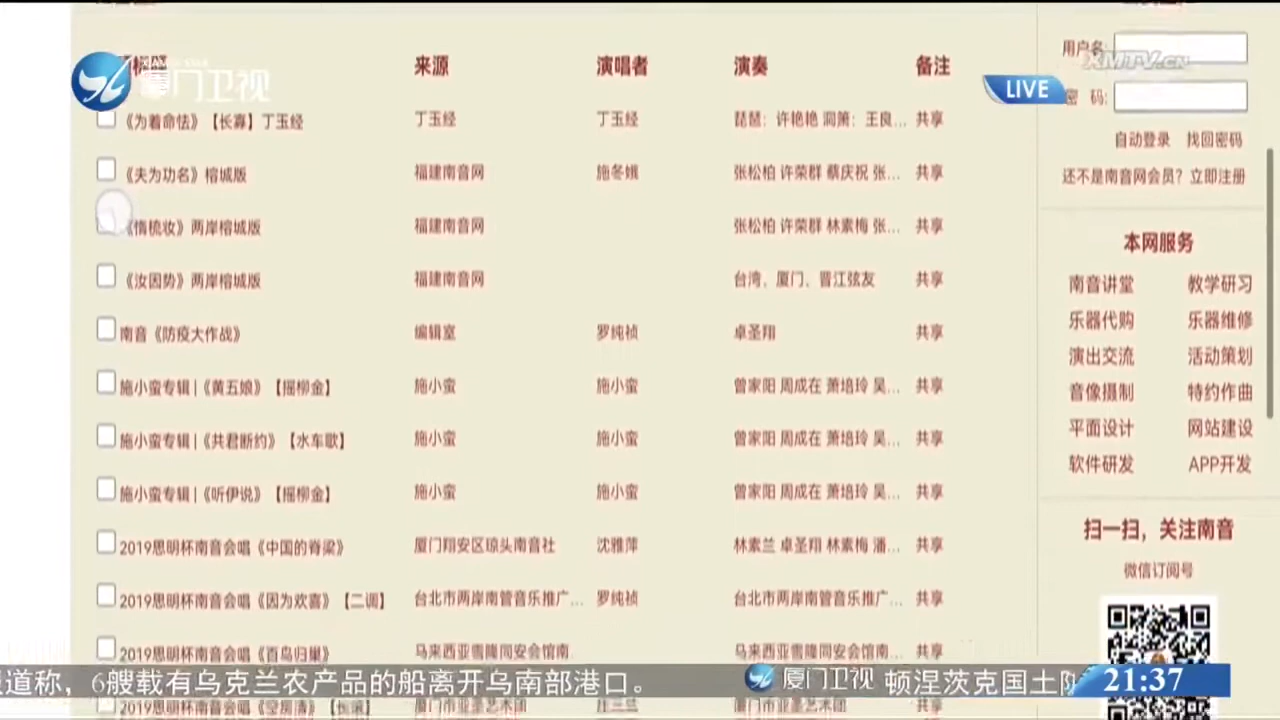 厦门卫视
XMTV.CN
LIVE
来源 演唱者 演奏 备注
《为着命怯》【长寡】丁玉经 丁玉经 丁玉经 琵琶：许艳艳 洞箫：王良... 共享
《夫为功名》榕城版 福建南音网 施冬娥 张松柏 许荣群 蔡庆祝 张... 共享
《惰梳妆》两岸榕城版 福建南音网 张松柏 许荣群 林素梅 张... 共享
《汝因势》两岸榕城版 福建南音网 台湾、厦门、晋江弦友 共享
南音《防疫大作战》 编辑室 罗纯祯 卓圣翔 共享
施小蛮专辑|《黄五娘》【摇柳金】 施小蛮 施小蛮 曾家阳 周成在 萧培玲 吴... 共享
施小蛮专辑|《共君断约》【水车歌】 施小蛮 施小蛮 曾家阳 周成在 萧培玲 吴... 共享
施小蛮专辑|《听伊说》【摇柳金】 施小蛮 施小蛮 曾家阳 周成在 萧培玲 吴... 共享
2019思明杯南音会唱《中国的脊梁》 厦门翔安区琼头南音社 沈雅萍 林素兰 卓圣翔 林素梅 潘... 共享
2019思明杯南音会唱《因为欢喜》【二调】 台北市两岸南管音乐推广... 罗纯祯 台北市两岸南管音乐推广... 共享
2019思明杯南音会唱《百鸟归巢》 马来西亚雪隆同安会馆南 马来西亚雪隆同安会馆南... 共享
用户名:
密 码:
自动登录 找回密码
还不是南音网会员？立即注册
本网服务
南音讲堂 教学研习
乐器代购 乐器维修
演出交流 活动策划
音像摄制 特约作曲
平面设计 网站建设
软件研发 APP开发
扫一扫，关注南音
微信订阅号
道称，6艘载有乌克兰农产品的船离开乌南部港口。 厦门卫视 顿涅茨克国土 21:37